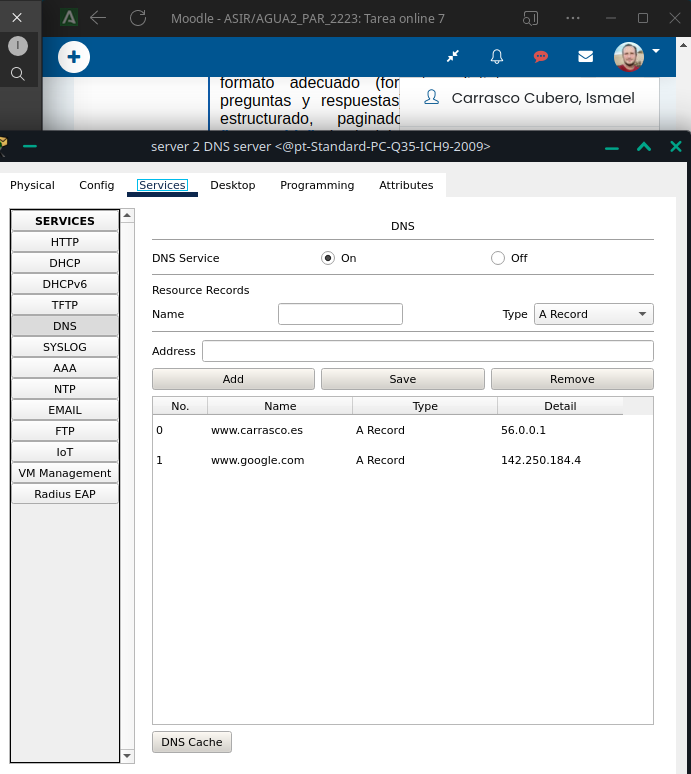 Moodle - ASIR/AGUA2_PAR_2223: Tarea online 7
I
formato adecuado
preguntas y respuestas
estructurado, paginado
Carrasco Cubero, Ismael
server 2 DNS server <@pt-Standard-PC-Q35-ICH9-2009>
Physical Config Services Desktop Programming Attributes
SERVICES
HTTP
DHCP
DHCPv6
TFTP
DNS
SYSLOG
AAA
NTP
EMAIL
FTP
IoT
VM Management
Radius EAP
DNS
DNS Service On Off
Resource Records
Name Type A Record
Address
Add Save Remove
No. Name Type Detail
0 www.carrasco.es A Record 56.0.0.1
1 www.google.com A Record 142.250.184.4
DNS Cache